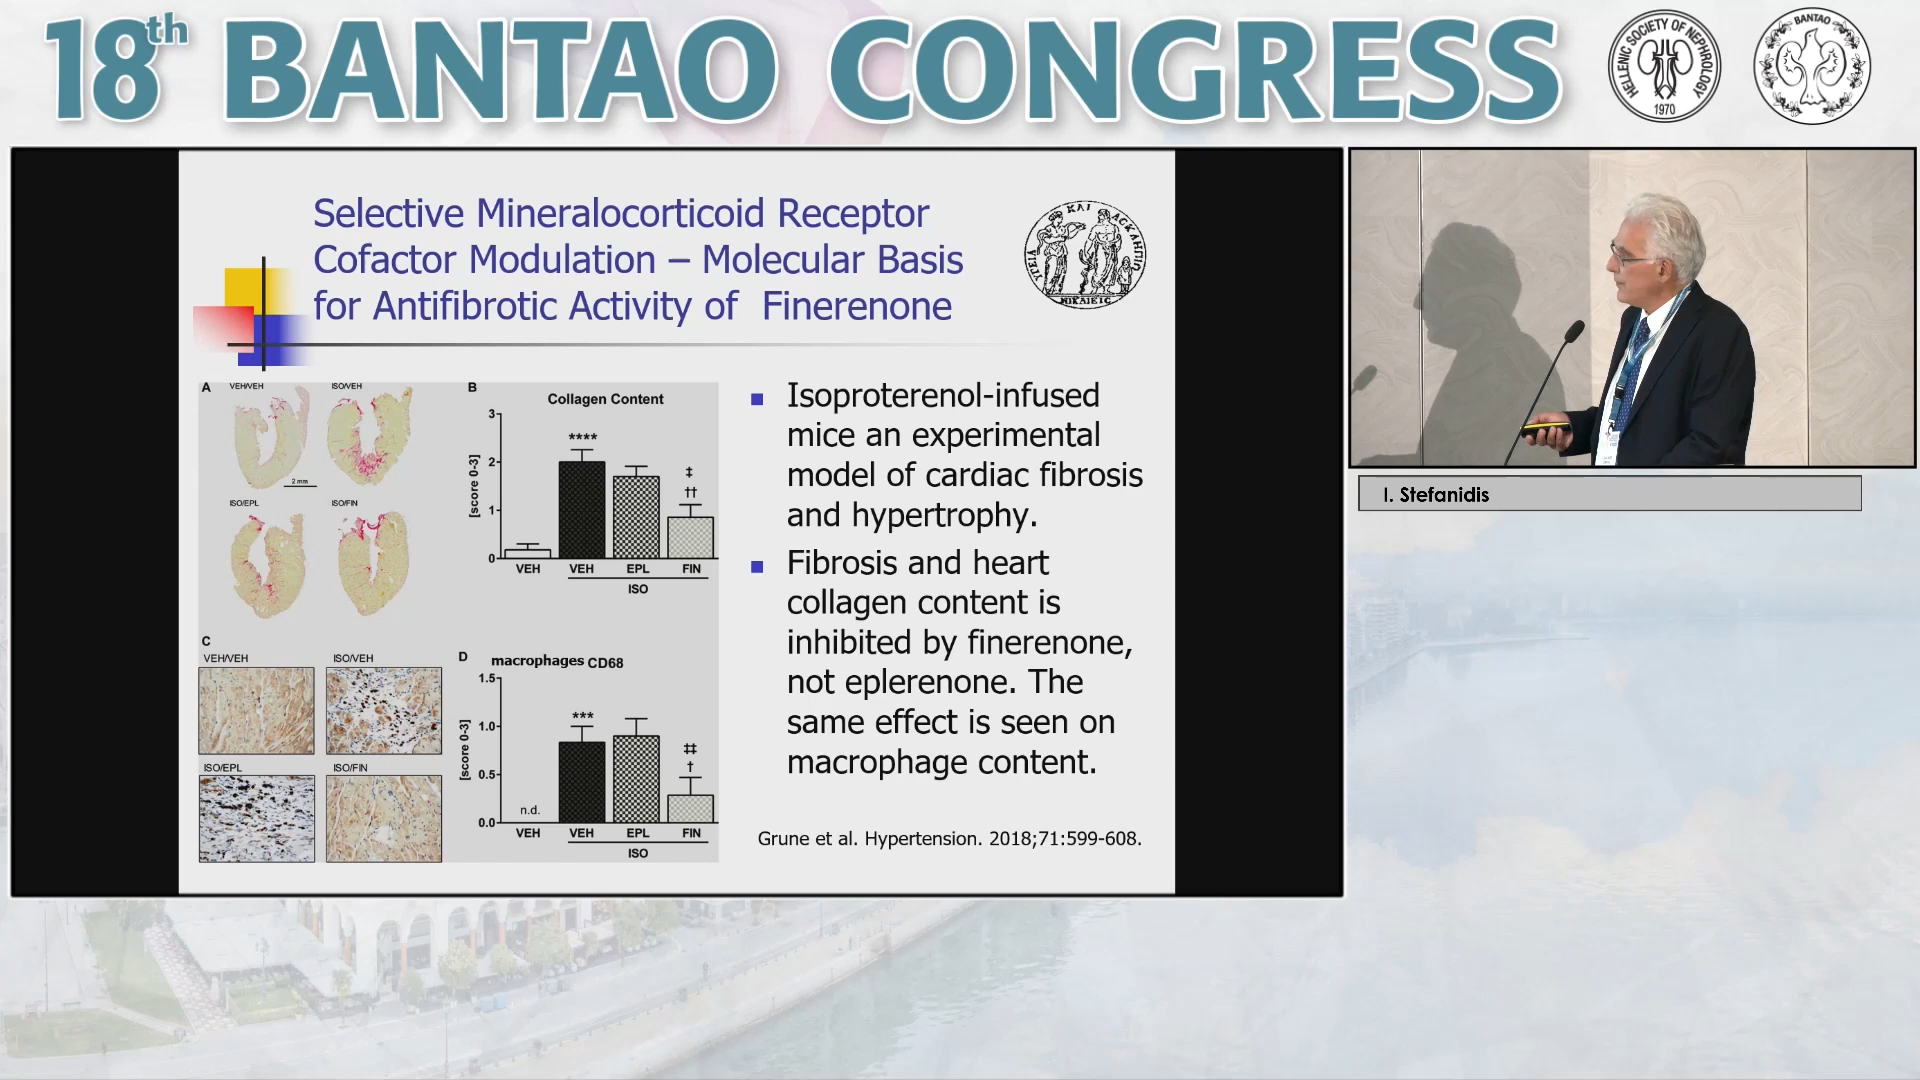 18th BANTAO CONGRESS
HELLENIC SOCIETY OF NEPHROLOGY
1970
BANTAO
Selective Mineralocorticoid Receptor
Cofactor Modulation – Molecular Basis
for Antifibrotic Activity of Finerenone
ΥΓΕΙΑ ΚΑΙ ΑСΚΛΗΠΙΩ
ΝΙΚΑΙΕΙС
A
VEH/VEH
ISO/VEH
2 mm
ISO/EPL
ISO/FIN
B
Collagen Content
[score 0-3]
3
2
1
0
****
‡
††
VEH
VEH
EPL
FIN
ISO
C
VEH/VEH
ISO/VEH
ISO/EPL
ISO/FIN
D
macrophages CD68
[score 0-3]
1.5
1.0
0.5
0.0
n.d.
***
‡‡
†
VEH
VEH
EPL
FIN
ISO
Isoproterenol-infused
mice an experimental
model of cardiac fibrosis
and hypertrophy.
Fibrosis and heart
collagen content is
inhibited by finerenone,
not eplerenone. The
same effect is seen on
macrophage content.
Grune et al. Hypertension. 2018;71:599-608.
I. Stefanidis